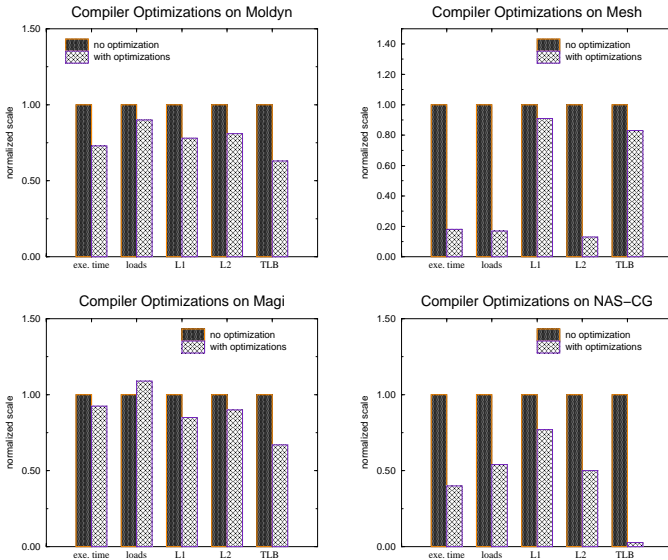 Compiler Optimizations on Moldyn
normalized scale
1.50
1.00
0.50
0.00
no optimization
with optimizations
exe. time loads L1 L2 TLB
Compiler Optimizations on Mesh
normalized scale
1.40
1.20
1.00
0.80
0.60
0.40
0.20
0.00
no optimization
with optimizations
exe. time loads L1 L2 TLB
Compiler Optimizations on Magi
normalized scale
1.50
1.00
0.50
0.00
no optimization
with optimizations
exe. time loads L1 L2 TLB
Compiler Optimizations on NAS−CG
normalized scale
1.50
1.00
0.50
0.00
no optimization
with optimizations
exe. time loads L1 L2 TLB